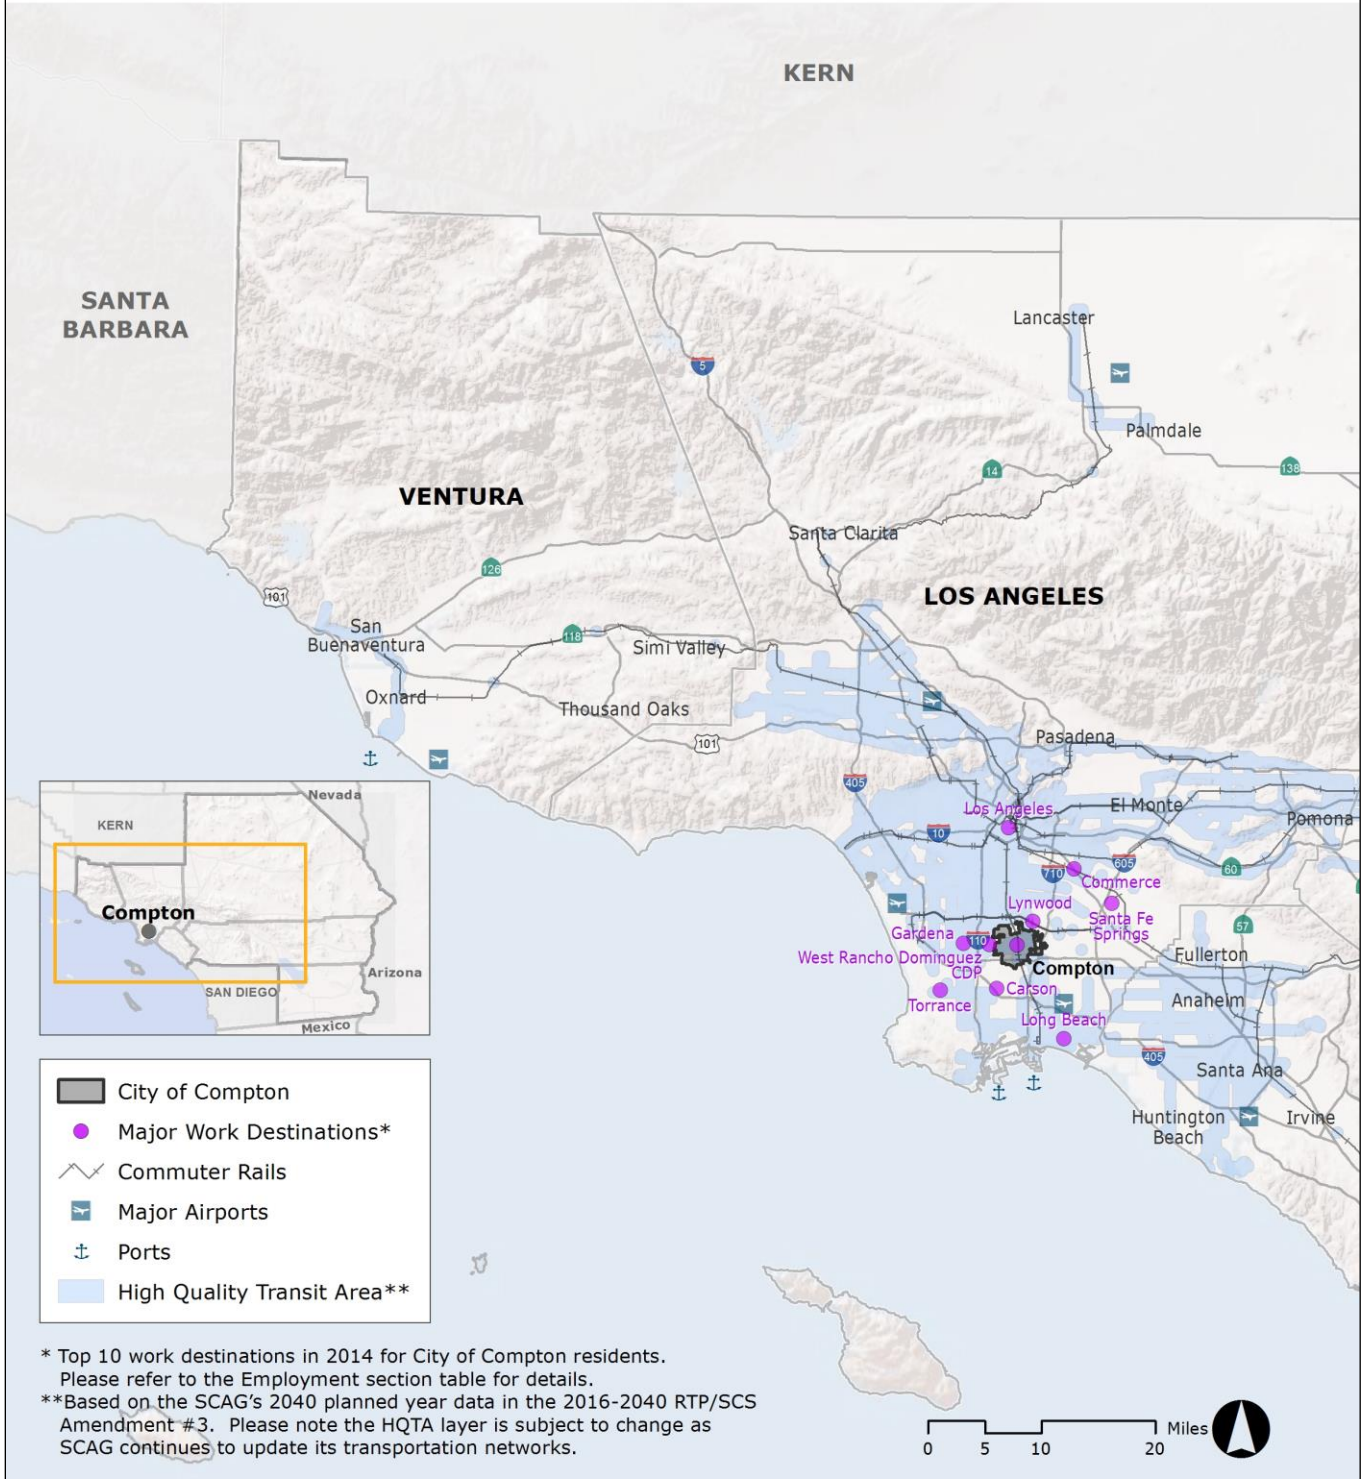 KERN
SANTA
BARBARA
Lancaster
5
Palmdale
14
138
VENTURA
Santa Clarita
126
LOS ANGELES
101
San
Buenaventura
118
Simi Valley
Oxnard
Thousand Oaks
101
Pasadena
405
Los Angeles
El Monte
Pomona
10
710
605
60
Commerce
Lynwood
Santa Fe
Springs
57
Gardena
110
West Rancho Dominguez
CDP
Compton
Fullerton
Carson
Torrance
Anaheim
Long Beach
405
Santa Ana
Huntington
Beach
Irvine
Nevada
KERN
Compton
Arizona
SAN DIEGO
Mexico
City of Compton
Major Work Destinations*
Commuter Rails
Major Airports
Ports
High Quality Transit Area**
* Top 10 work destinations in 2014 for City of Compton residents.
Please refer to the Employment section table for details.
**Based on the SCAG's 2040 planned year data in the 2016-2040 RTP/SCS
Amendment #3. Please note the HQTA layer is subject to change as
SCAG continues to update its transportation networks.
Miles
0 5 10 20